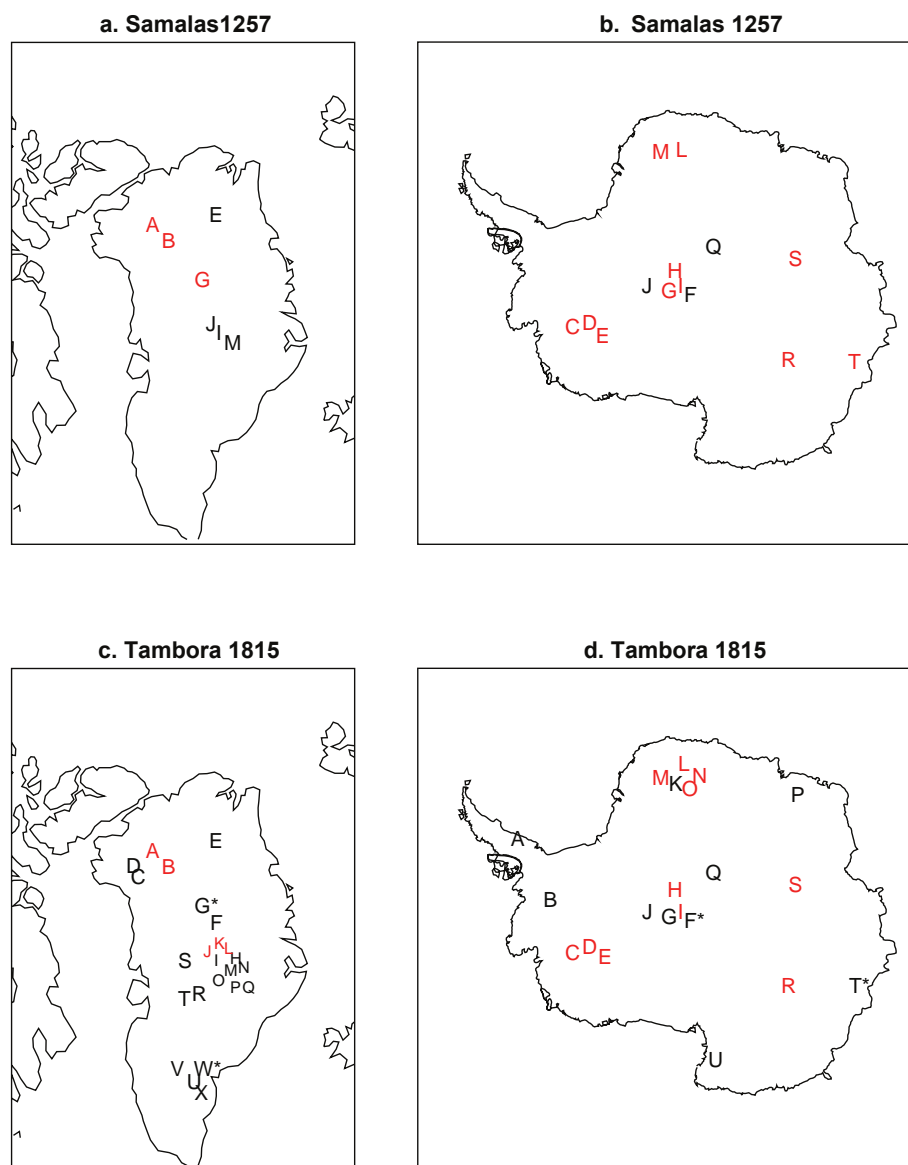 a. Samalas1257
b. Samalas 1257
E
A
B
G
J
I
M
M L
Q
S
H
J G I F
C D E
R T
c. Tambora 1815
d. Tambora 1815
E
A
D B
C
G*
F
K
J L
S I H
M N
O
P Q
T R
V W*
U
X
L
M K N
O
P
A
Q
B
H S
J G I F*
C D E
R T*
U